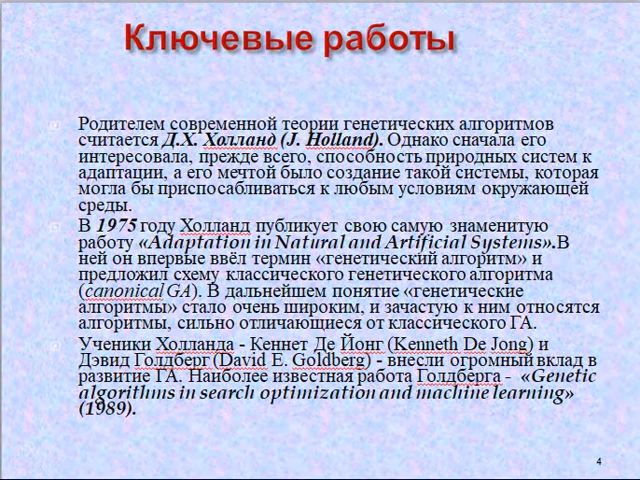 Ключевые работы
Родителем современной теории генетических алгоритмов
считается Д.Х. Холланд (J. Holland). Однако сначала его
интересовала, прежде всего, способность природных систем к
адаптации, а его мечтой было создание такой системы, которая
могла бы приспосабливаться к любым условиям окружающей
среды.
В 1975 году Холланд публикует свою самую знаменитую
работу «Adaptation in Natural and Artificial Systems».В
ней он впервые ввёл термин «генетический алгоритм» и
предложил схему классического генетического алгоритма
(canonical GA). В дальнейшем понятие «генетические
алгоритмы» стало очень широким, и зачастую к ним относятся
алгоритмы, сильно отличающиеся от классического ГА.
Ученики Холланда - Кеннет Де Йонг (Kenneth De Jong) и
Дэвид Голдберг (David E. Goldberg) - внесли огромный вклад в
развитие ГА. Наиболее известная работа Голдберга - «Genetic
algorithms in search optimization and machine learning»
(1989).
4